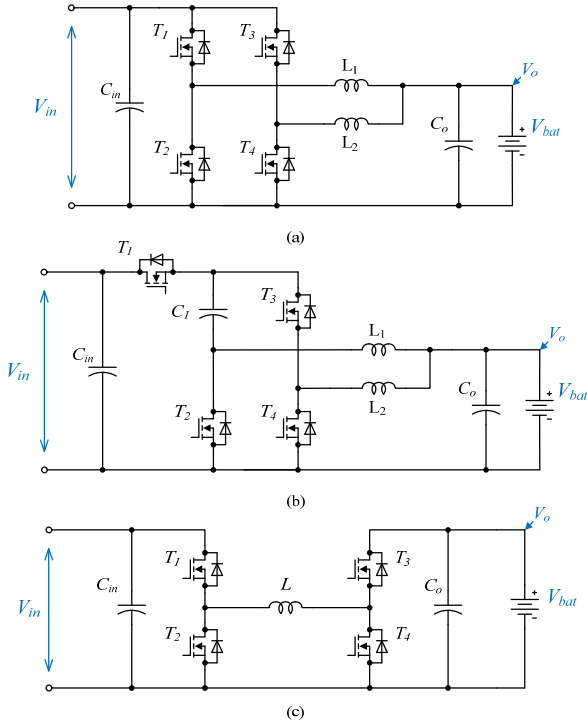 T1 T3 L1 Vo
Vin Cin Co Vbat
T2 T4 L2
+
-
(a)
T1
C1 T3 L1 Vo
Vin Cin Co Vbat
T2 T4 L2
+
-
(b)
T1 T3 Vo
Vin Cin L Co Vbat
T2 T4
+
-
(c)